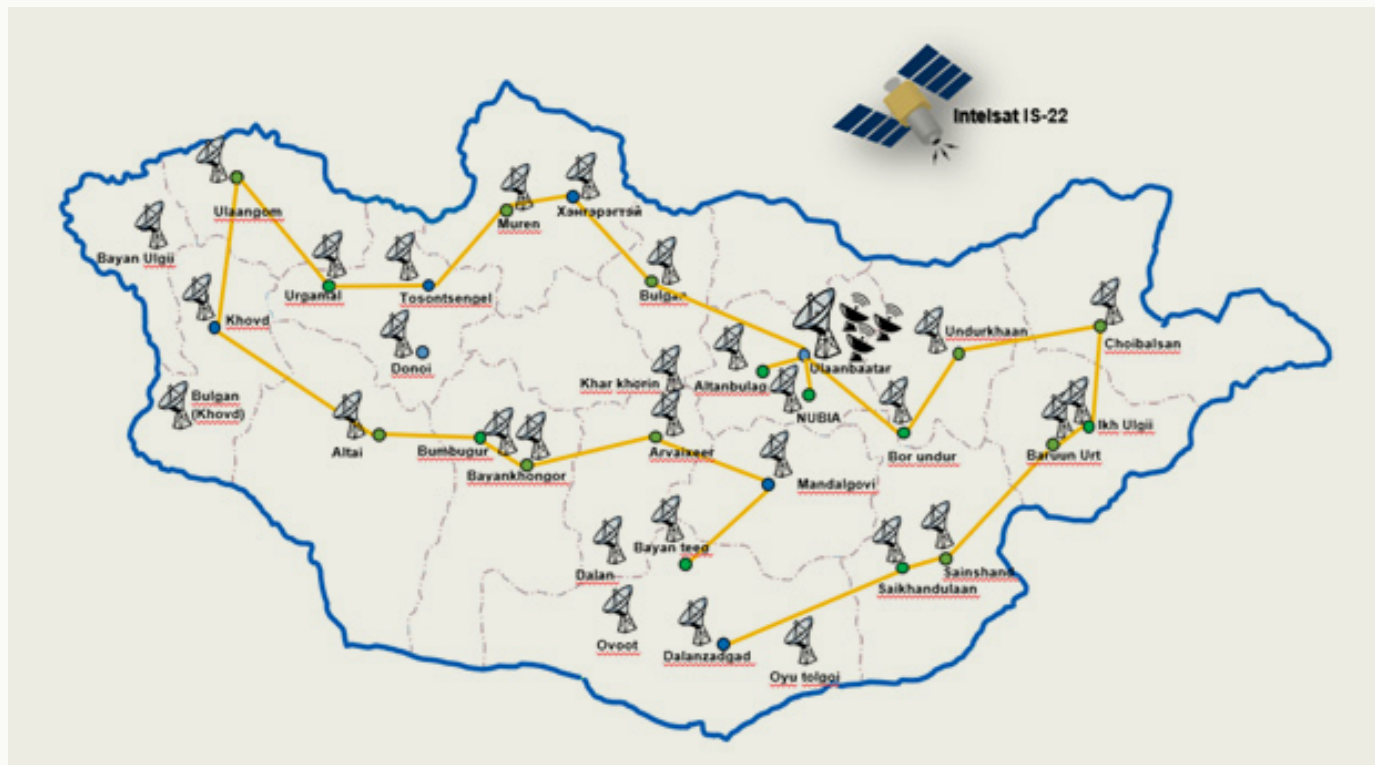 Intelsat IS-22
Ulaangom
Muren
Хэнгэрэгтэй
Bayan Ulgii
Urgamal
Tosontsengel
Bulgan
Khovd
Donoi
Undurkhaan
Choibalsan
Ulaanbaatar
Khar khorin
Altanbulag
NUBIA
Bulgan
(Khovd)
Altai
Bumbugur
Bayankhongor
Arvaixeer
Bor undur
Ikh Ulgii
Baruun Urt
Mandalgovi
Bayan teeg
Dalan
Sainshand
Saikhandulaan
Ovoot
Dalanzadgad
Oyu tolgoi